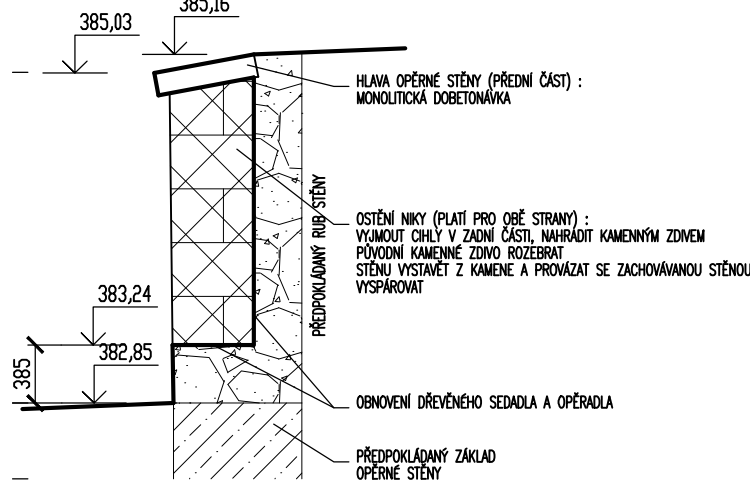 385,16
385,03
HLAVA OPĚRNÉ STĚNY (PŘEDNÍ ČÁST) :
MONOLITICKÁ DOBETONÁVKA
PŘEDPOKLÁDANÝ RUB STĚNY
OSTĚNÍ NIKY (PLATÍ PRO OBĚ STRANY) :
VYJMOUT CIHLY V ZADNÍ ČÁSTI, NAHRÁDIT KAMENNÝM ZDIVEM
PŮVODNÍ KAMENNÉ ZDIVO ROZEBRAT
STĚNU VYSTAVĚT Z KAMENE A PROVÁZAT SE ZACHOVÁVANOU STĚNOU
VYSPÁROVAT
383,24
382,85
385
OBNOVENÍ DŘEVĚNÉHO SEDADLA A OPĚRADLA
PŘEDPOKLÁDANÝ ZÁKLAD
OPĚRNÉ STĚNY